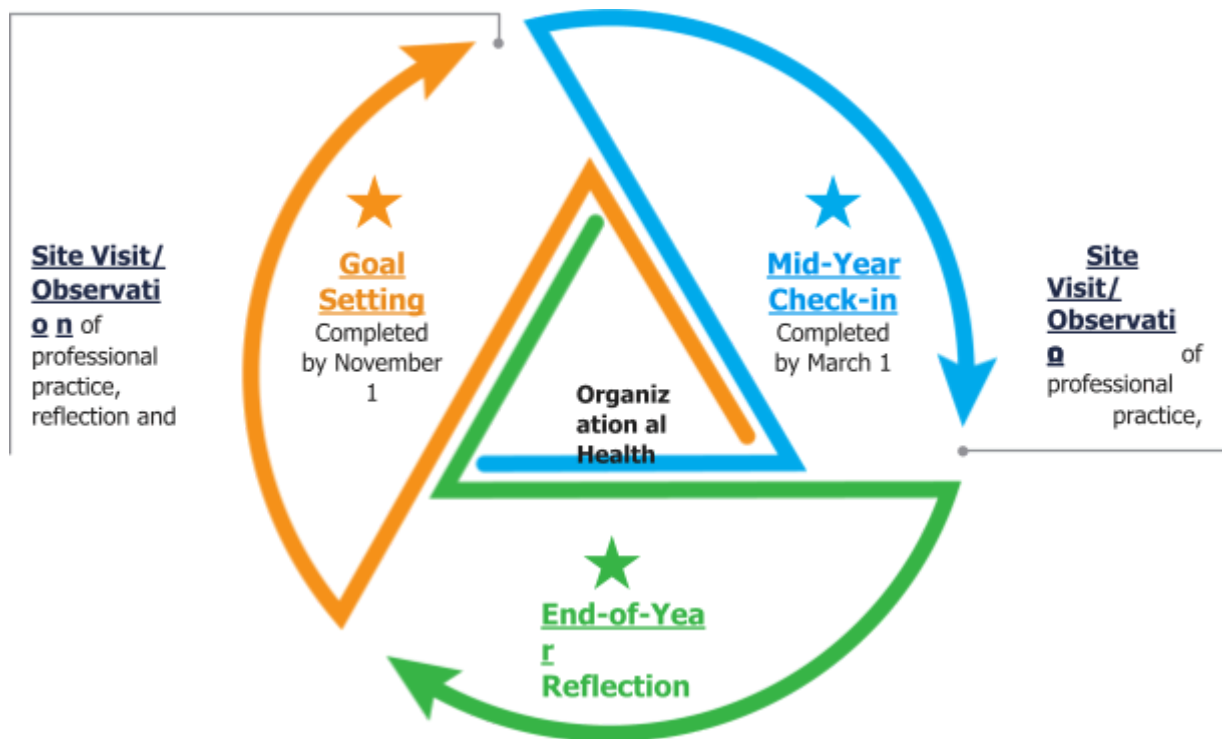 Site Visit/
Observati
o n of
professional
practice,
reflection and
Goal
Setting
Completed
by November
1
Mid-Year
Check-in
Completed
by March 1
Site
Visit/
Observati
o of
professional
practice,
Organiz
ation al
Health
End-of-Yea
r
Reflection